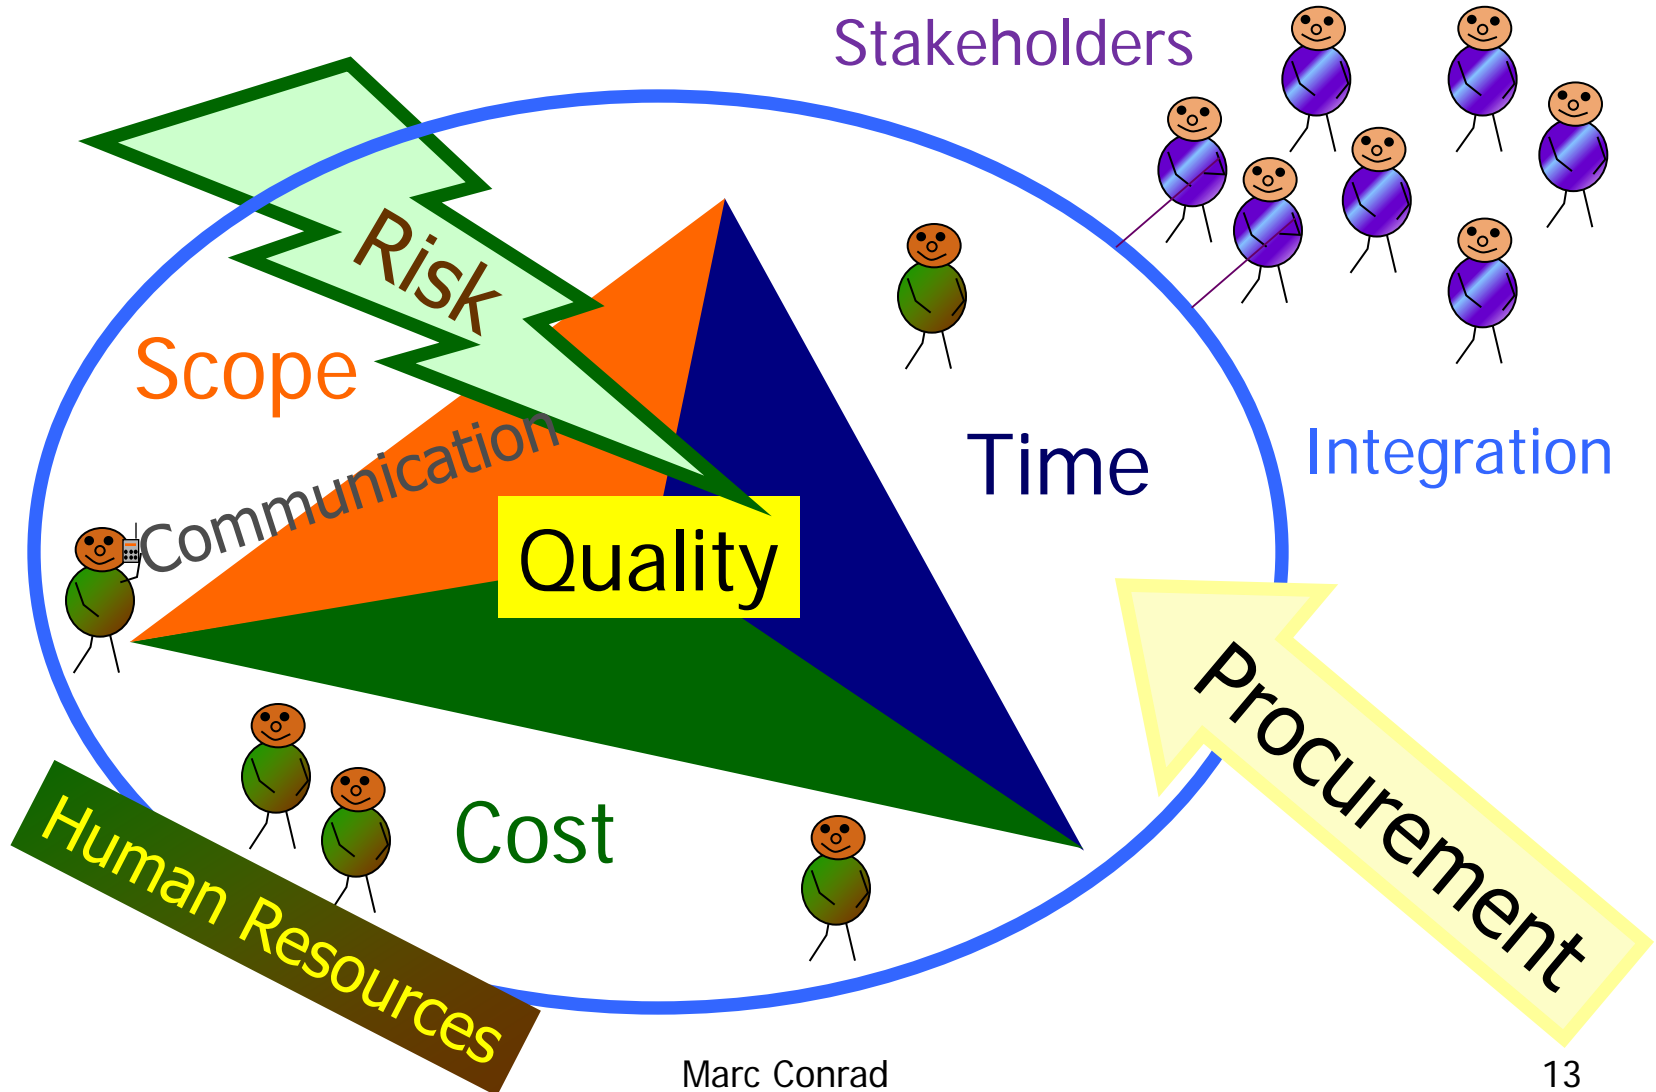 Stakeholders
Risk
Scope
Communication
Time
Integration
Quality
Procurement
Cost
Human Resources
Marc Conrad
13